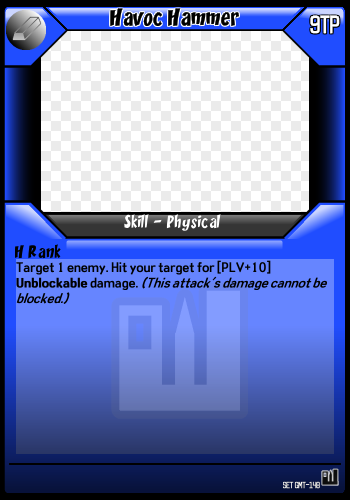 Havoc Hammer
9TP
Skill - Physical
H Rank
Target 1 enemy. Hit your target for [PLV+10]
Unblockable damage. (This attack's damage cannot be
blocked.)
SET GMT-148